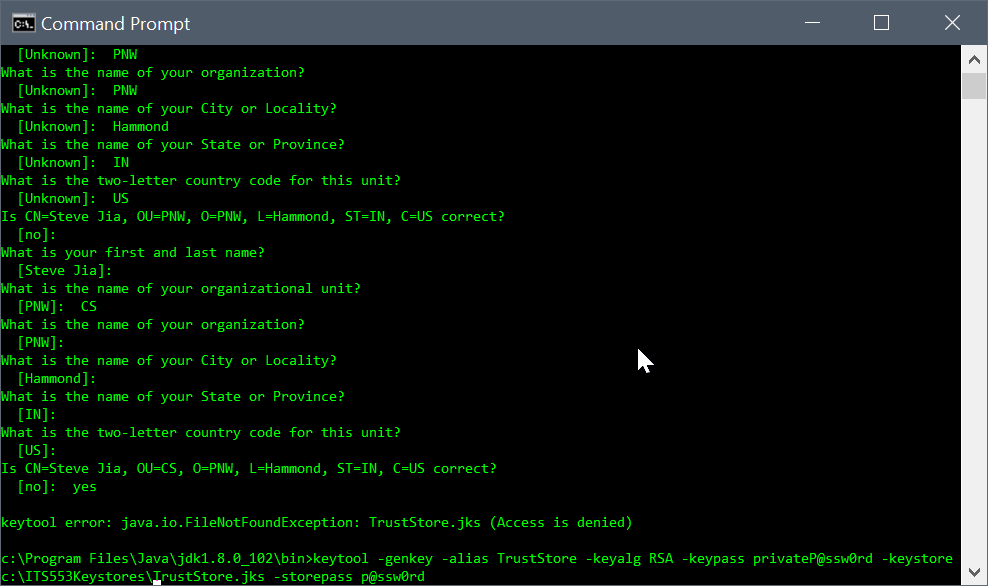 Command Prompt
[Unknown]:  PNW
What is the name of your organization?
[Unknown]:  PNW
What is the name of your City or Locality?
[Unknown]:  Hammond
What is the name of your State or Province?
[Unknown]:  IN
What is the two-letter country code for this unit?
[Unknown]:  US
Is CN=Steve Jia, OU=PNW, O=PNW, L=Hammond, ST=IN, C=US correct?
[no]:
What is your first and last name?
[Steve Jia]:
What is the name of your organizational unit?
[PNW]:  CS
What is the name of your organization?
[PNW]:
What is the name of your City or Locality?
[Hammond]:
What is the name of your State or Province?
[IN]:
What is the two-letter country code for this unit?
[US]:
Is CN=Steve Jia, OU=CS, O=PNW, L=Hammond, ST=IN, C=US correct?
[no]:  yes
keytool error: java.io.FileNotFoundException: TrustStore.jks (Access is denied)
c:\Program Files\Java\jdk1.8.0_102\bin>keytool -genkey -alias TrustStore -keyalg RSA -keypass privateP@ssw0rd -keystore
c:\ITS553Keystores\TrustStore.jks -storepass p@ssw0rd